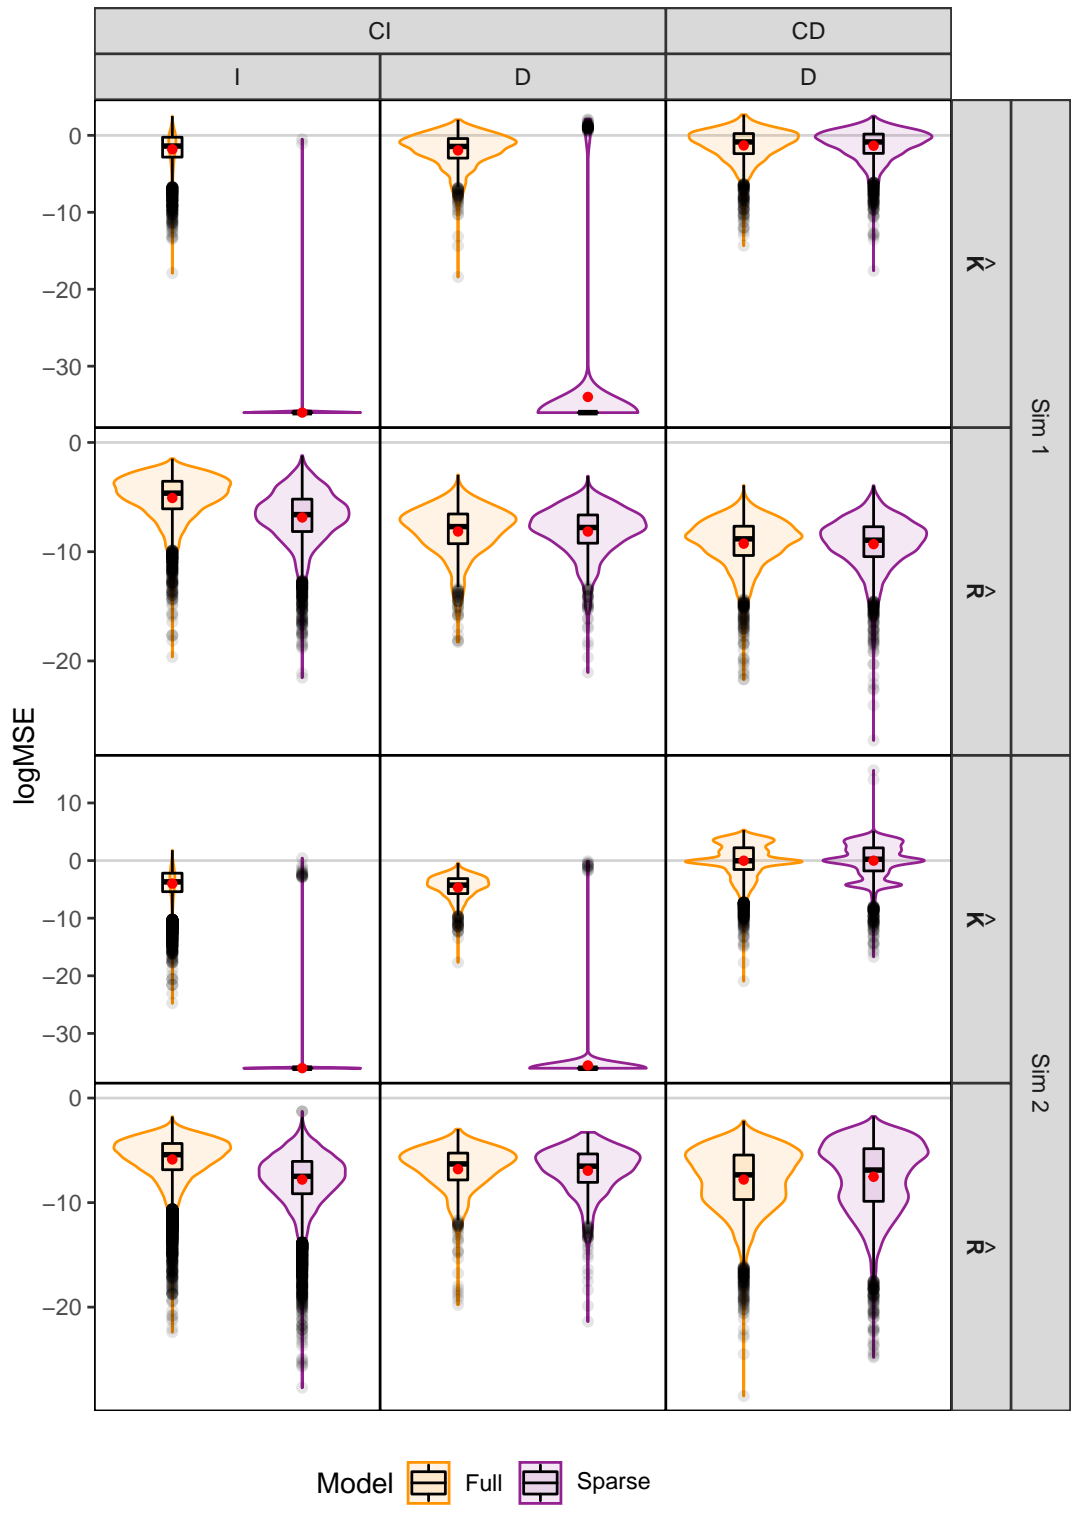 CI
CD
I
D
D
0
−10
−20
−30
K̂
Sim 1
0
−10
−20
R̂
logMSE
10
0
−10
−20
−30
K̂
Sim 2
0
−10
−20
R̂
Model Full Sparse